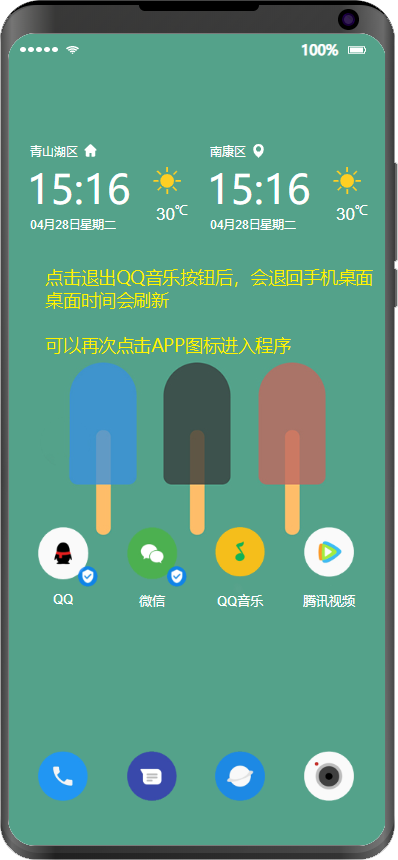 100%
青山湖区 南康区
15:16 15:16
30℃ 30℃
04月28日星期二 04月28日星期二
点击退出QQ音乐按钮后，会退回手机桌面
桌面时间会刷新
可以再次点击APP图标进入程序
QQ 微信 QQ音乐 腾讯视频